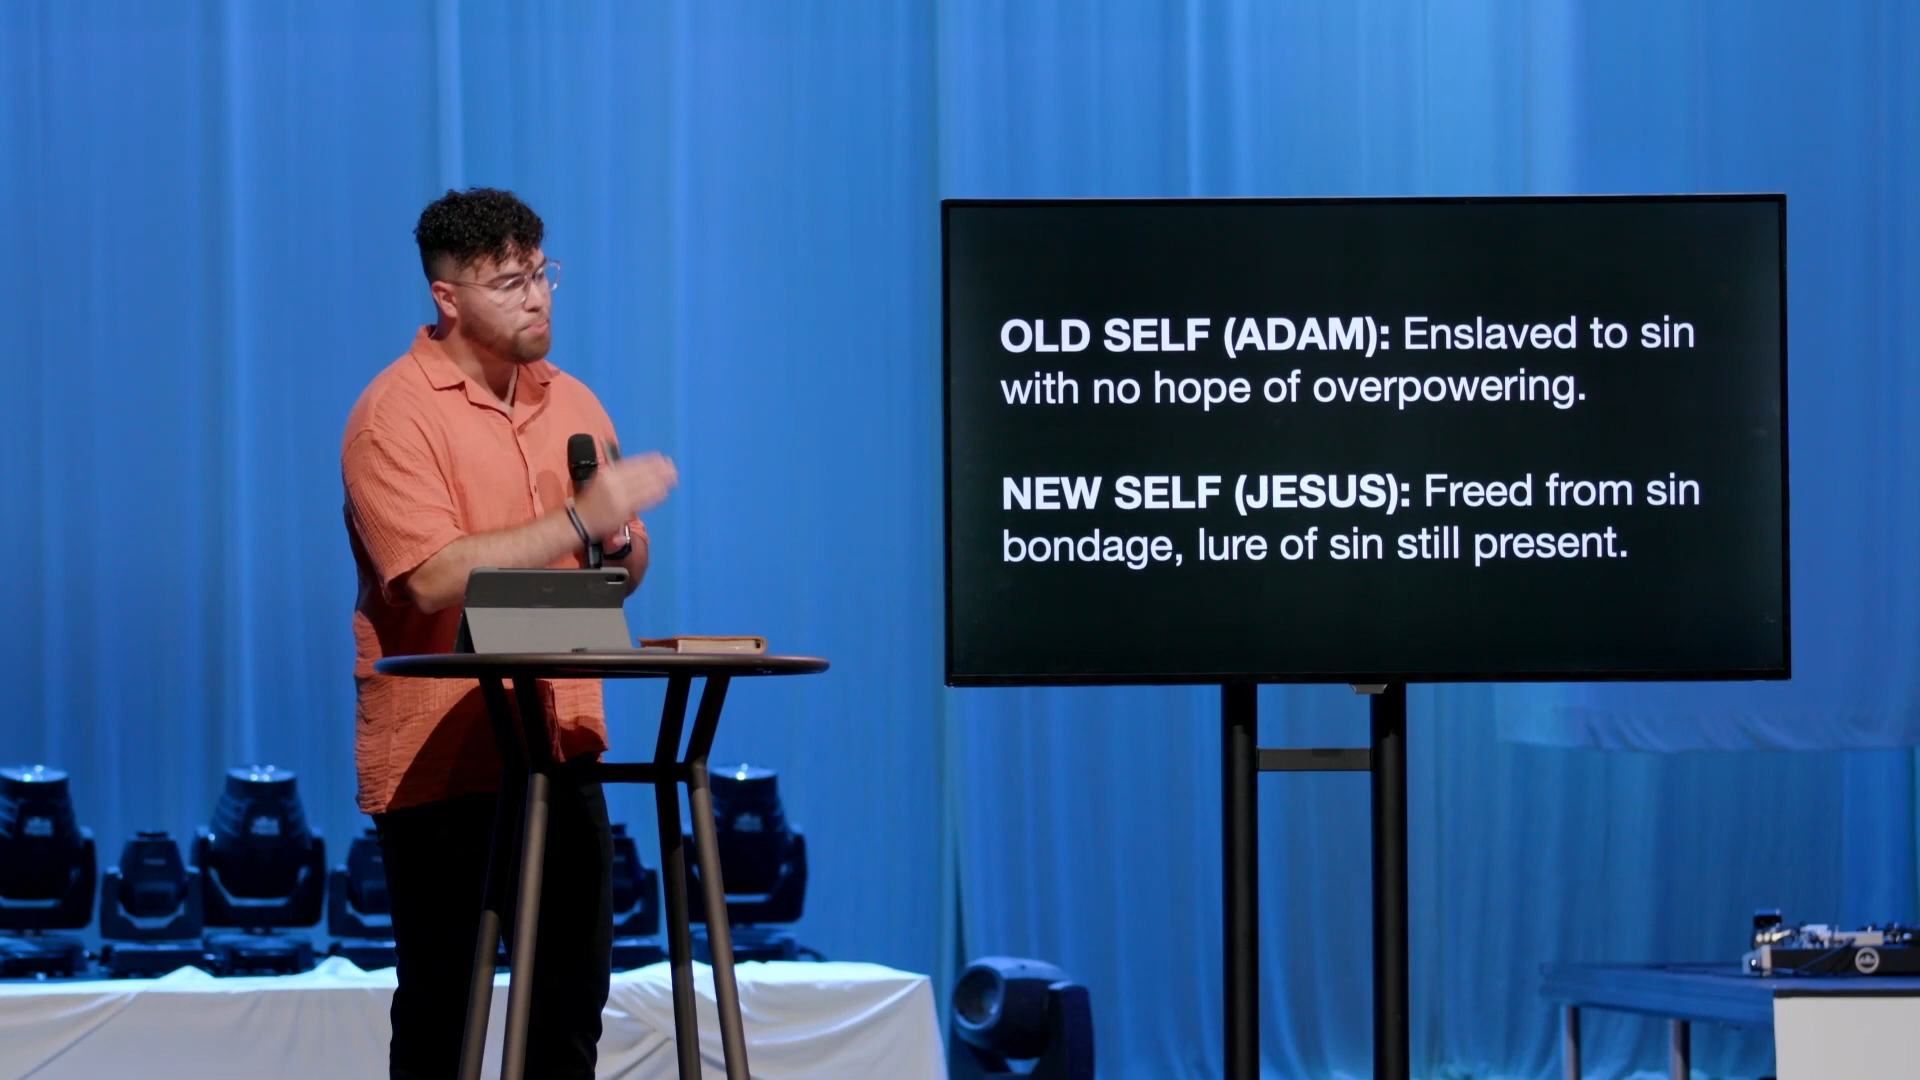 OLD SELF (ADAM): Enslaved to sin
with no hope of overpowering.
NEW SELF (JESUS): Freed from sin
bondage, lure of sin still present.